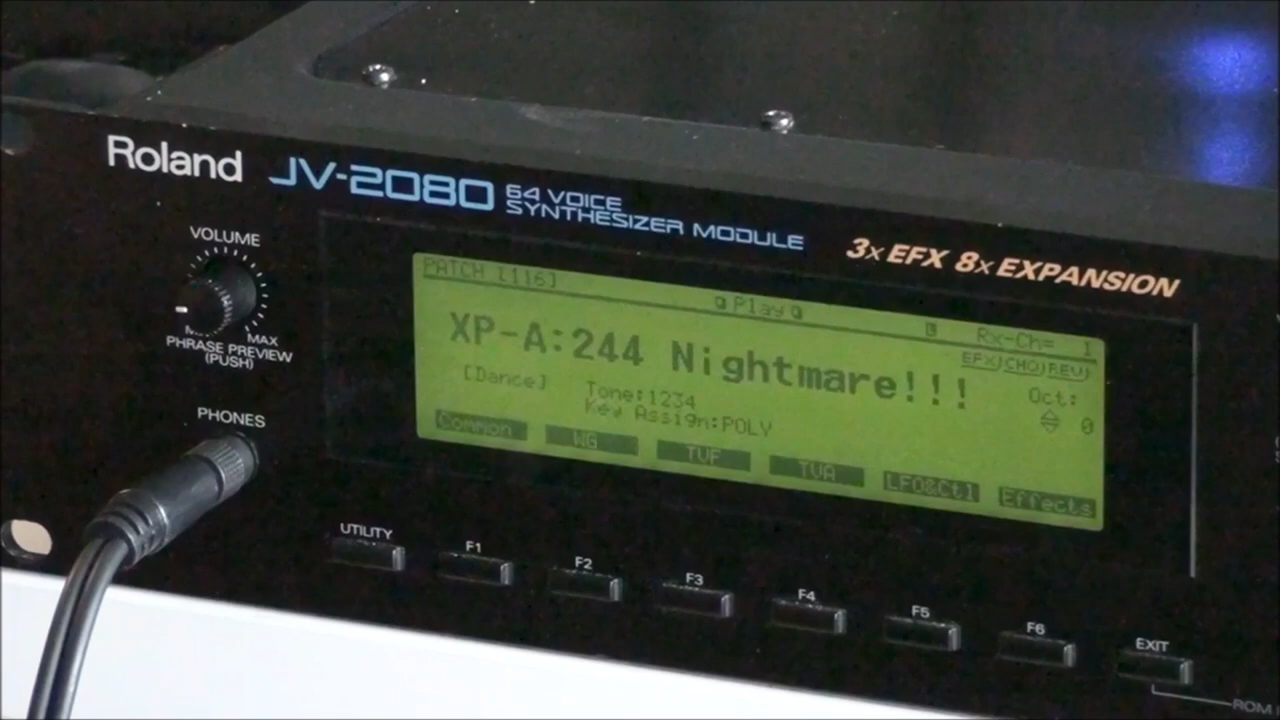 Roland JV-2080 64 VOICE
SYNTHESIZER MODULE
3x EFX 8x EXPANSION
VOLUME
MAX
PHRASE PREVIEW
(PUSH)
PHONES
PATCH [116]
Play
Rx-Ch= 1
XP-A:244 Nightmare!!!
EFX/CHO/REV
[Dance]
Tone:1234
Key Assign:POLY
Oct:
0
Common WG TVF TVA LFO&Ctl Effects
UTILITY F1 F2 F3 F4 F5 F6 EXIT
ROM